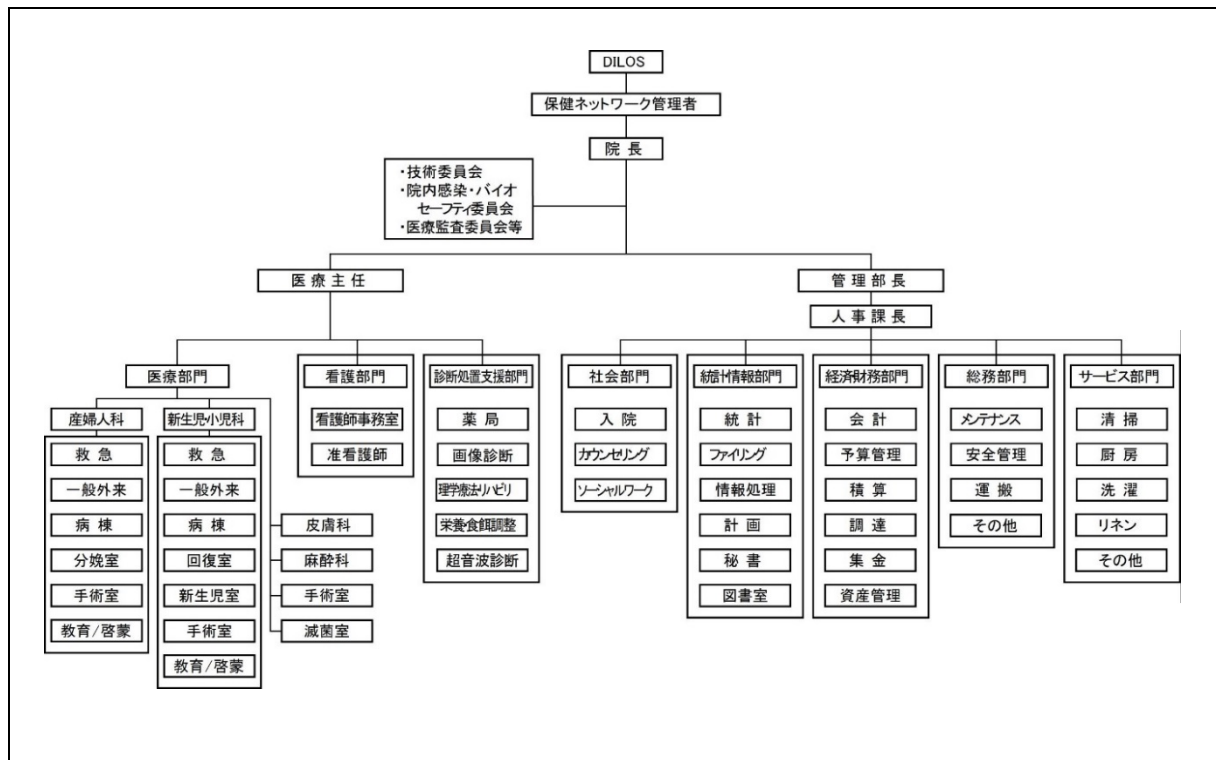 DILOS
保健ネットワーク管理者
院長
・技術委員会
・院内感染・バイオ
セーフティ委員会
・医療監査委員会等
医療主任
管理部長
人事課長
医療部門
産婦人科
救急
一般外来
病棟
分娩室
手術室
教育/啓蒙
新生児・小児科
救急
一般外来
病棟
回復室
新生児室
手術室
教育/啓蒙
皮膚科
麻酔科
手術室
滅菌室
看護部門
看護師事務室
准看護師
診断処置支援部門
薬局
画像診断
理学療法・リハビリ
栄養・食餌調整
超音波診断
社会部門
入院
カウンセリング
ソーシャルワーク
統計・情報部門
統計
ファイリング
情報処理
計画
秘書
図書室
経済・財務部門
会計
予算管理
積算
調達
集金
資産管理
総務部門
メンテナンス
安全管理
運搬
その他
サービス部門
清掃
厨房
洗濯
リネン
その他